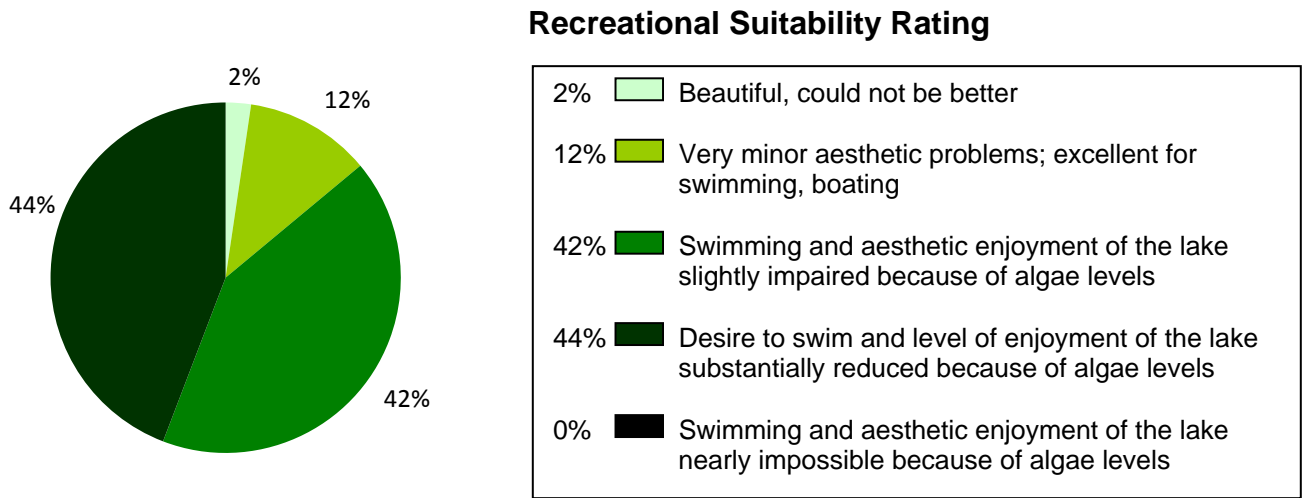 Recreational Suitability Rating
2%
12%
44%
42%
2% Beautiful, could not be better
12% Very minor aesthetic problems; excellent for
swimming, boating
42% Swimming and aesthetic enjoyment of the lake
slightly impaired because of algae levels
44% Desire to swim and level of enjoyment of the lake
substantially reduced because of algae levels
0% Swimming and aesthetic enjoyment of the lake
nearly impossible because of algae levels